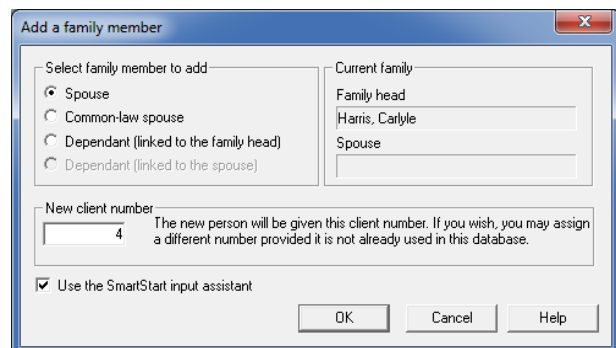 Add a family member
Select family member to add
Spouse
Common-law spouse
Dependant (linked to the family head)
Dependant (linked to the spouse)
Current family
Family head
Harris, Carlyle
Spouse
New client number
4
The new person will be given this client number. If you wish, you may assign
a different number provided it is not already used in this database.
Use the SmartStart input assistant
OK
Cancel
Help